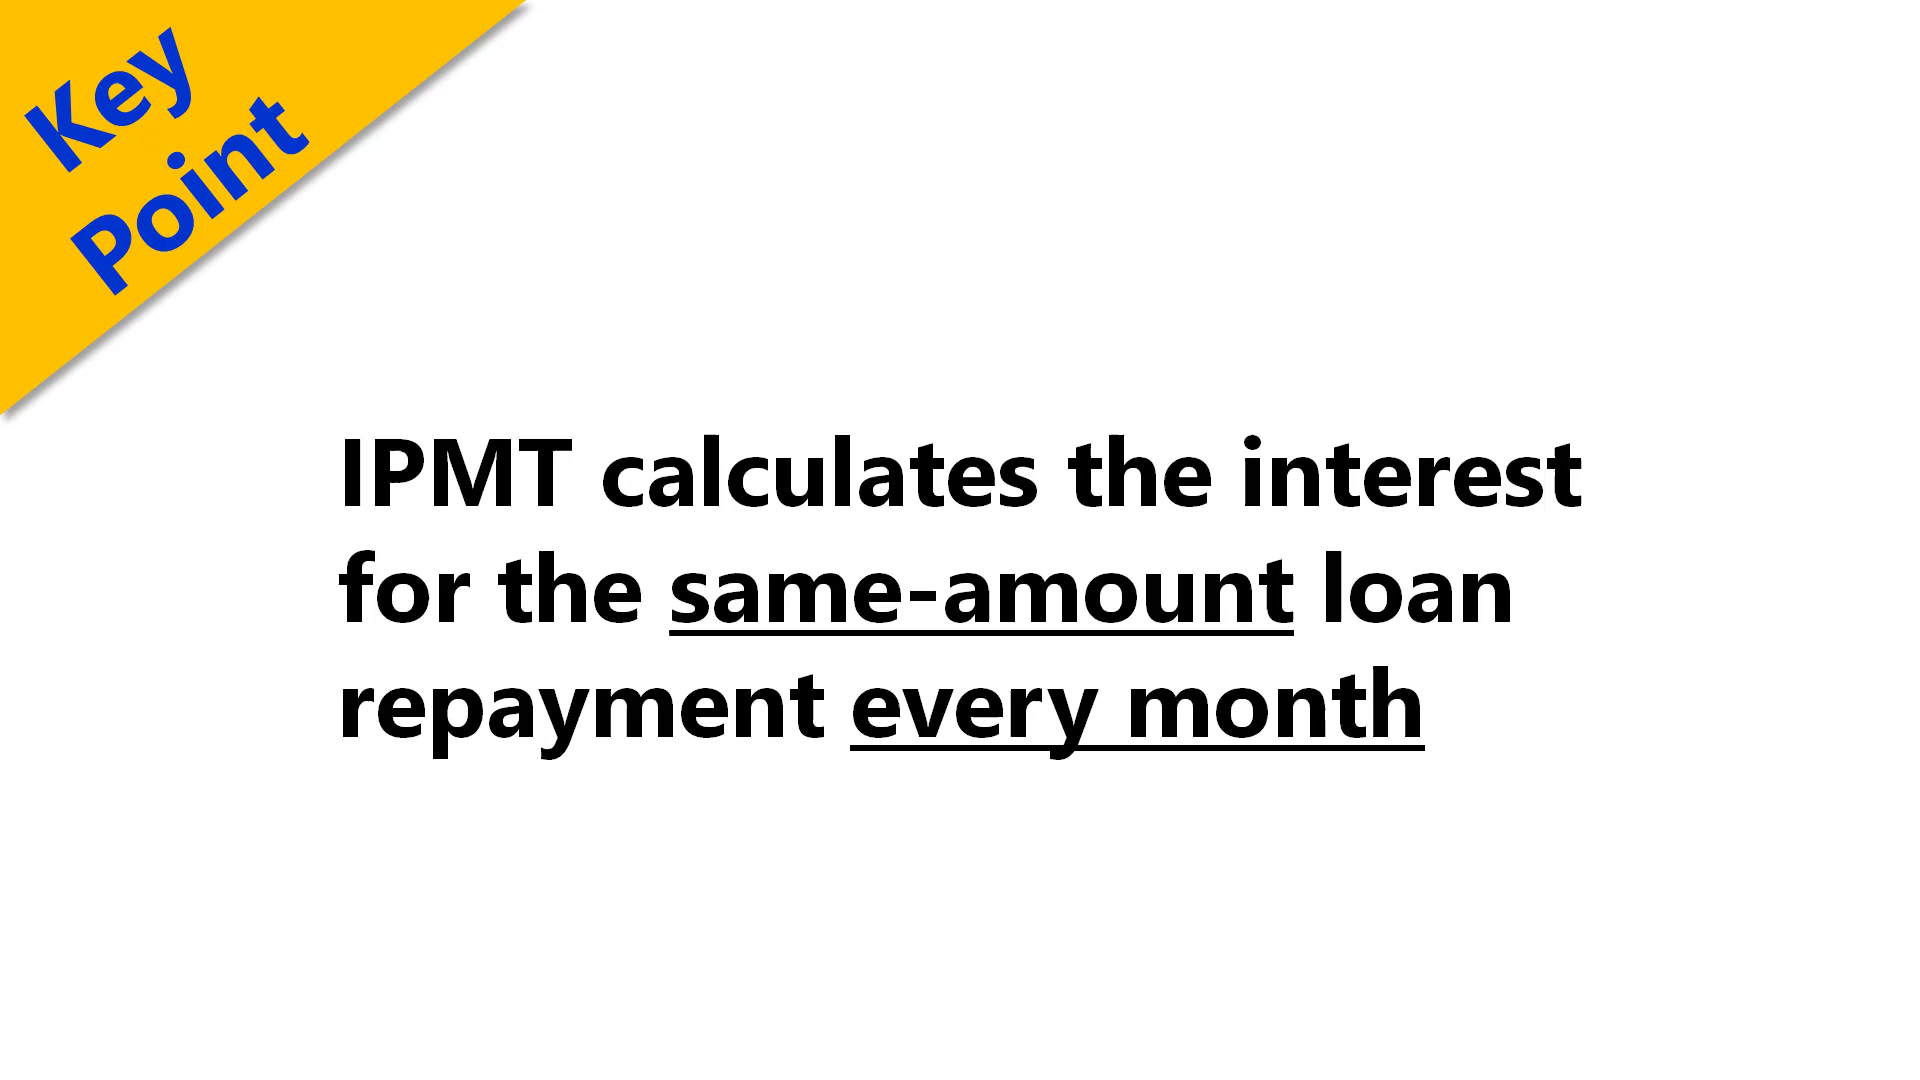 Key
Point
IPMT calculates the interest
for the same-amount loan
repayment every month